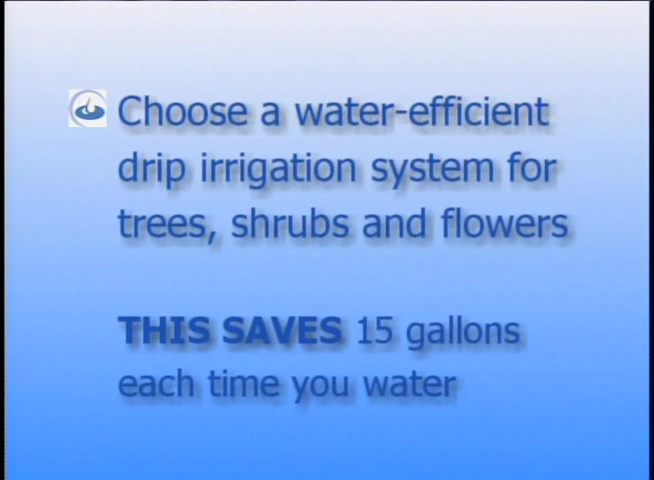 Choose a water-efficient
drip irrigation system for
trees, shrubs and flowers
THIS SAVES 15 gallons
each time you water